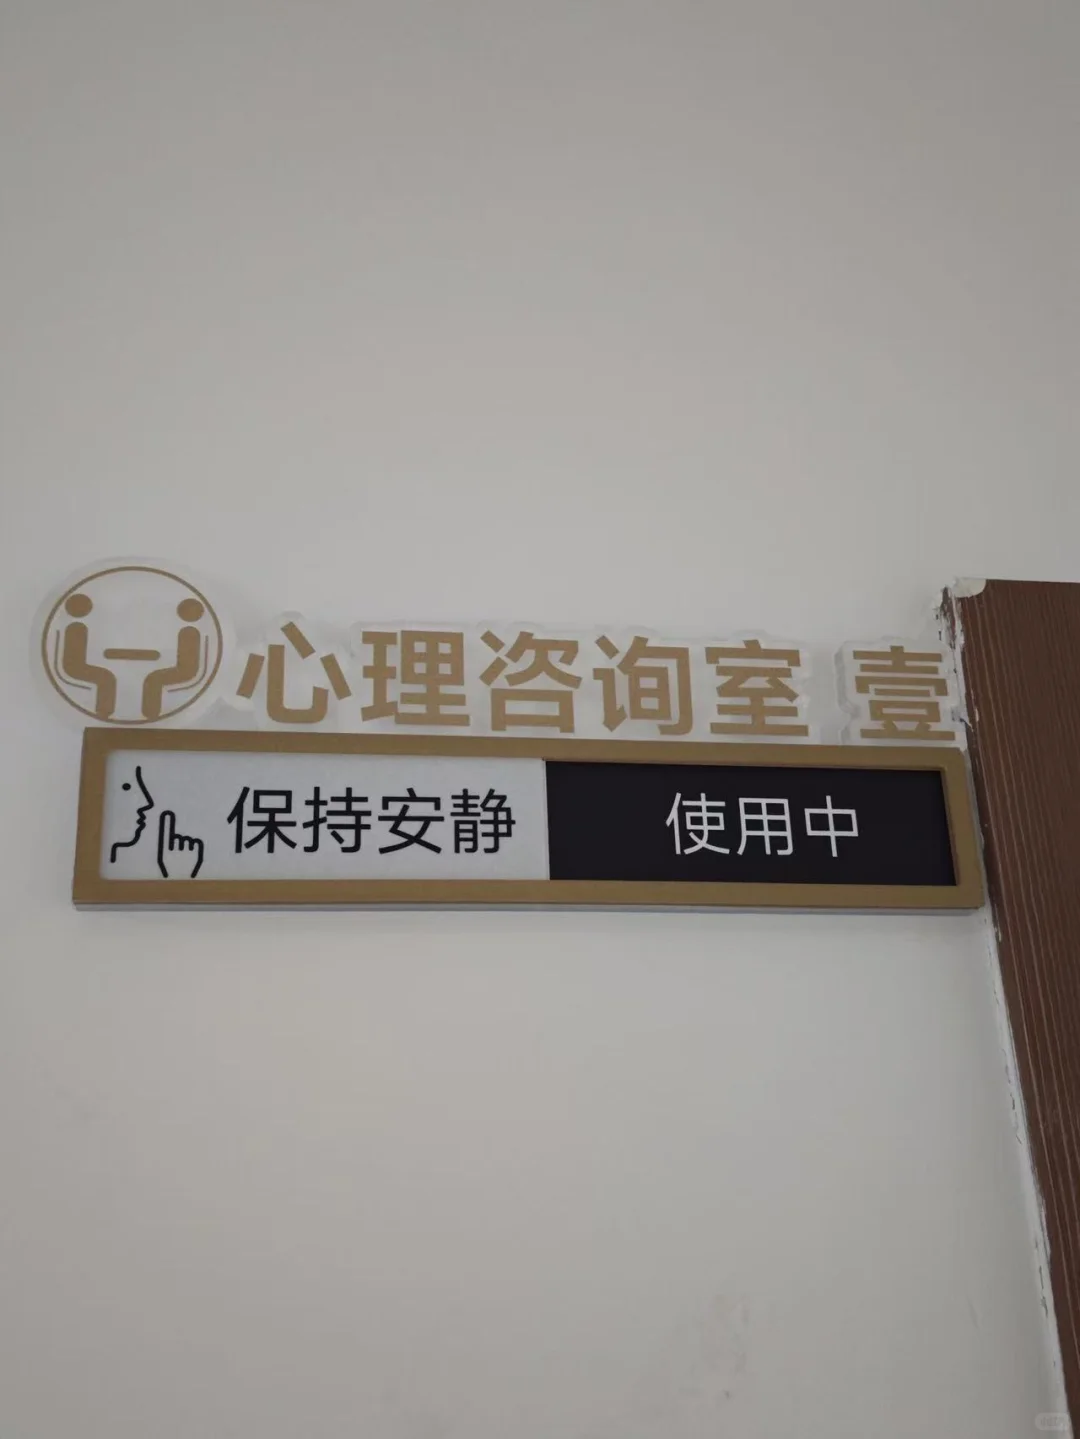 心理咨询室 壹
保持安静 使用中